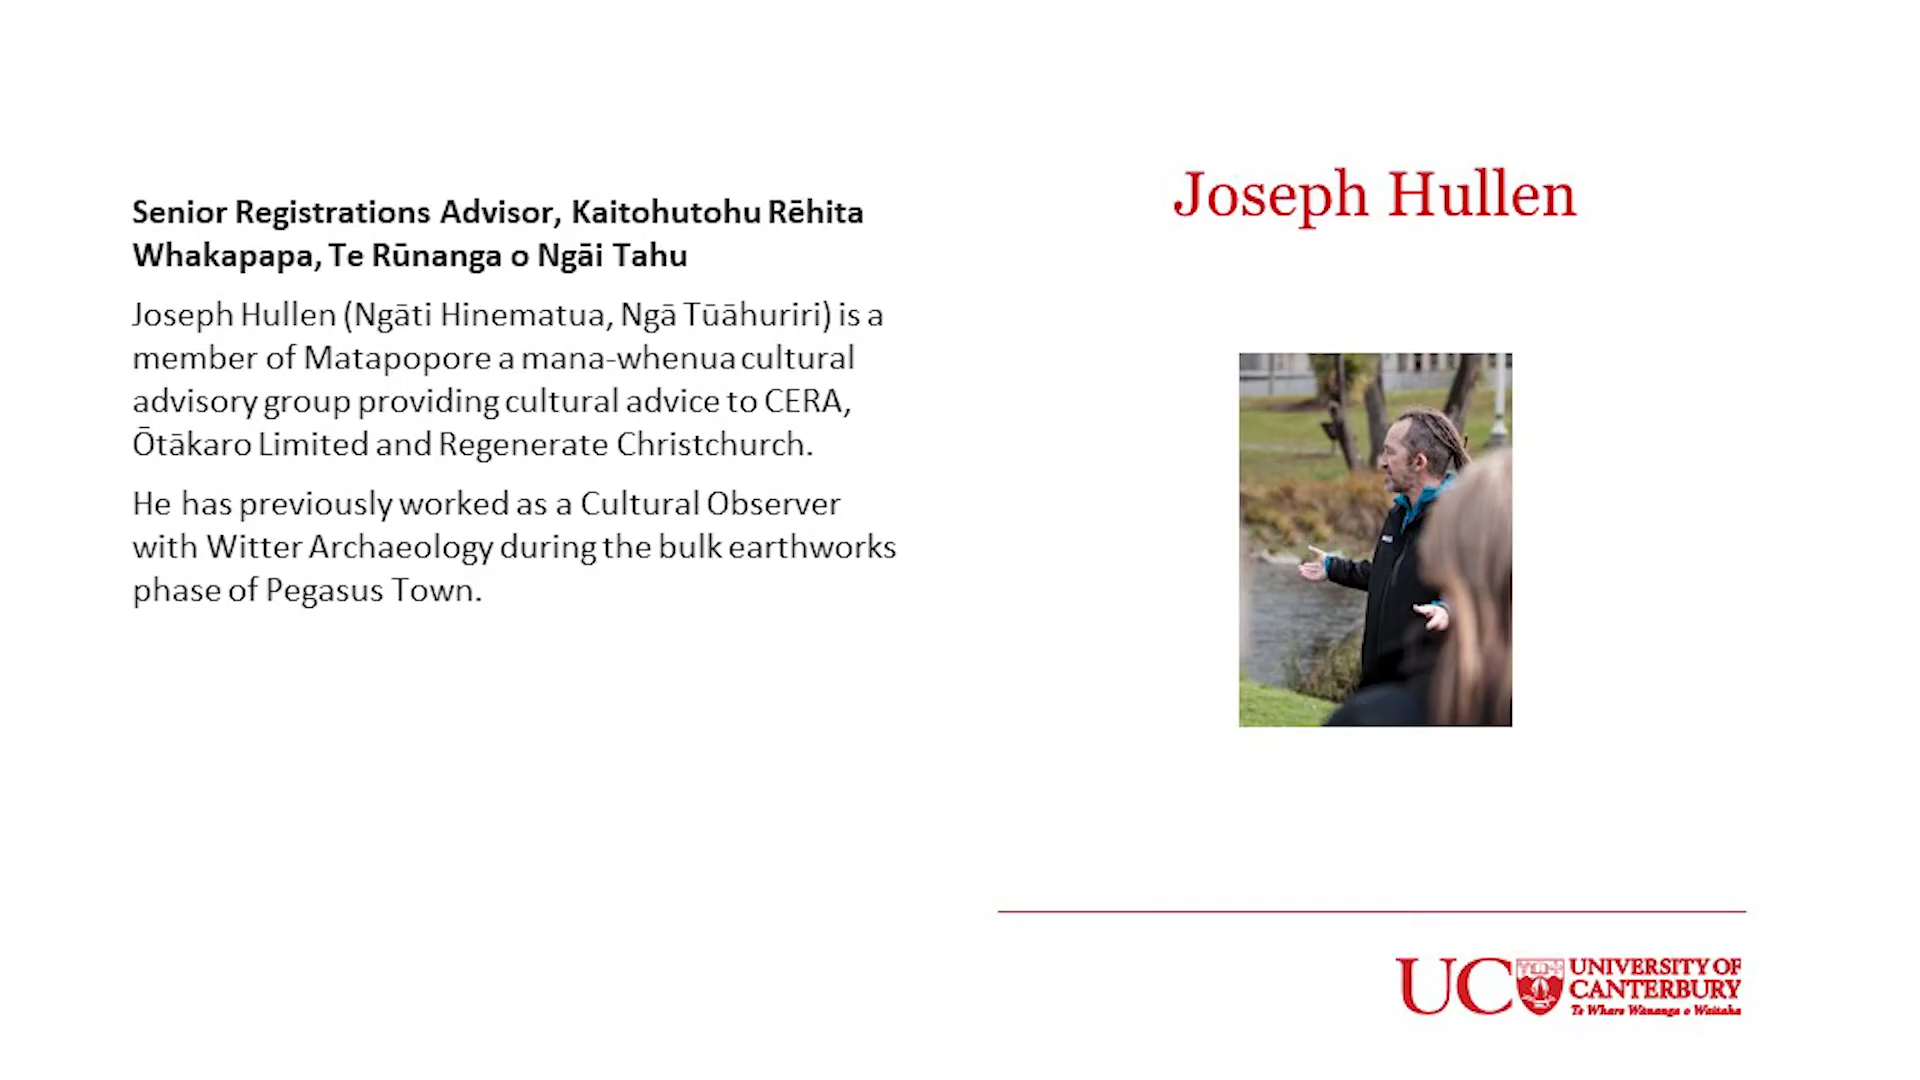 Senior Registrations Advisor, Kaitohutohu Rēhita
Whakapapa, Te Rūnanga o Ngāi Tahu
Joseph Hullen (Ngāti Hinematua, Ngā Tūāhuriri) is a
member of Matapopore a mana-whenua cultural
advisory group providing cultural advice to CERA,
Ōtākaro Limited and Regenerate Christchurch.
He has previously worked as a Cultural Observer
with Witter Archaeology during the bulk earthworks
phase of Pegasus Town.
Joseph Hullen
UC
UNIVERSITY OF
CANTERBURY
Te Whare Wānanga o Waitaha